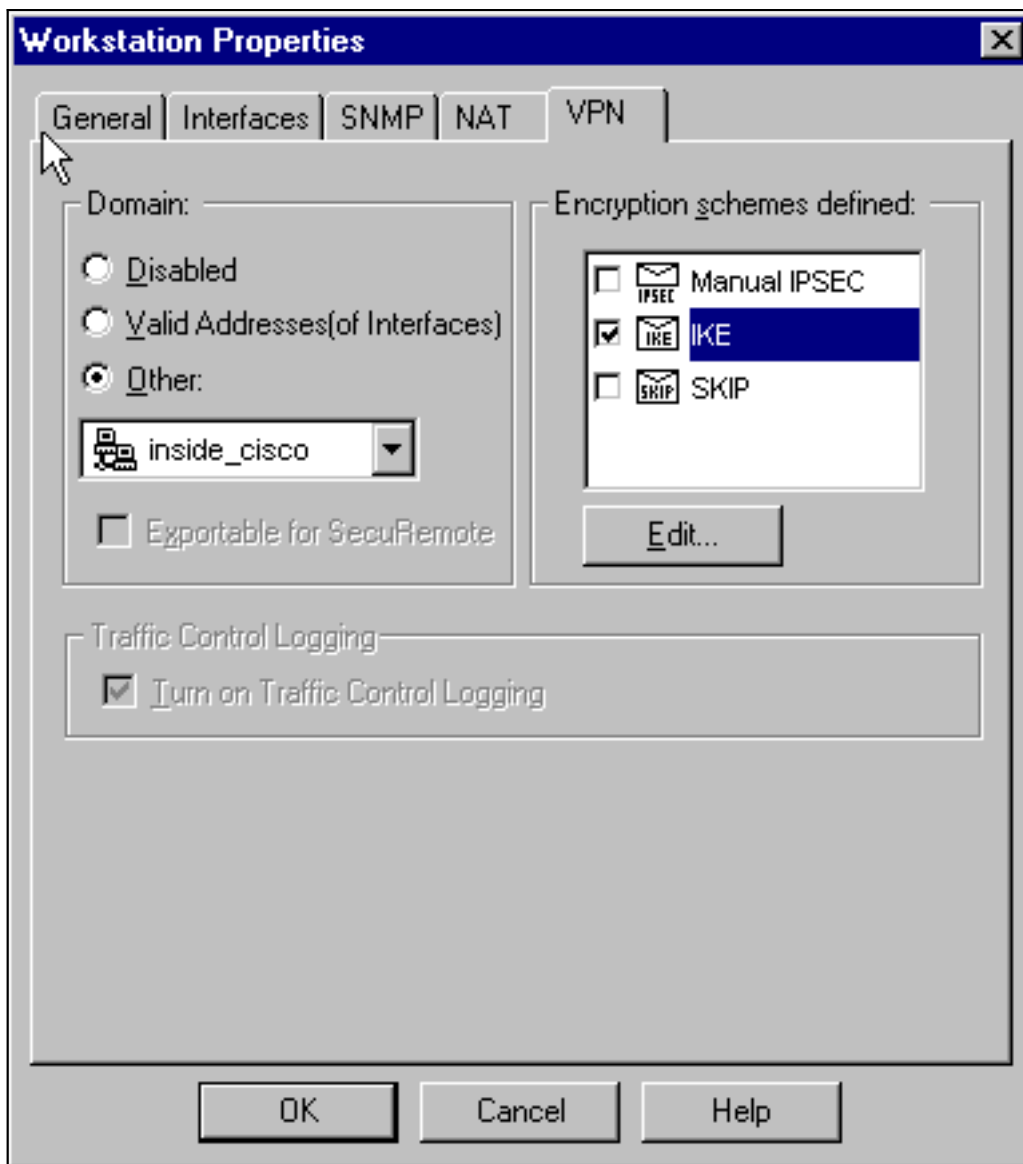 Workstation Properties
General Interfaces SNMP NAT VPN
Domain:
Disabled
Valid Addresses(of Interfaces)
Other:
inside_cisco
Exportable for SecuRemote
Encryption schemes defined:
IPSEC Manual IPSEC
IKE IKE
SKIP SKIP
Edit...
Traffic Control Logging
Turn on Traffic Control Logging
OK Cancel Help